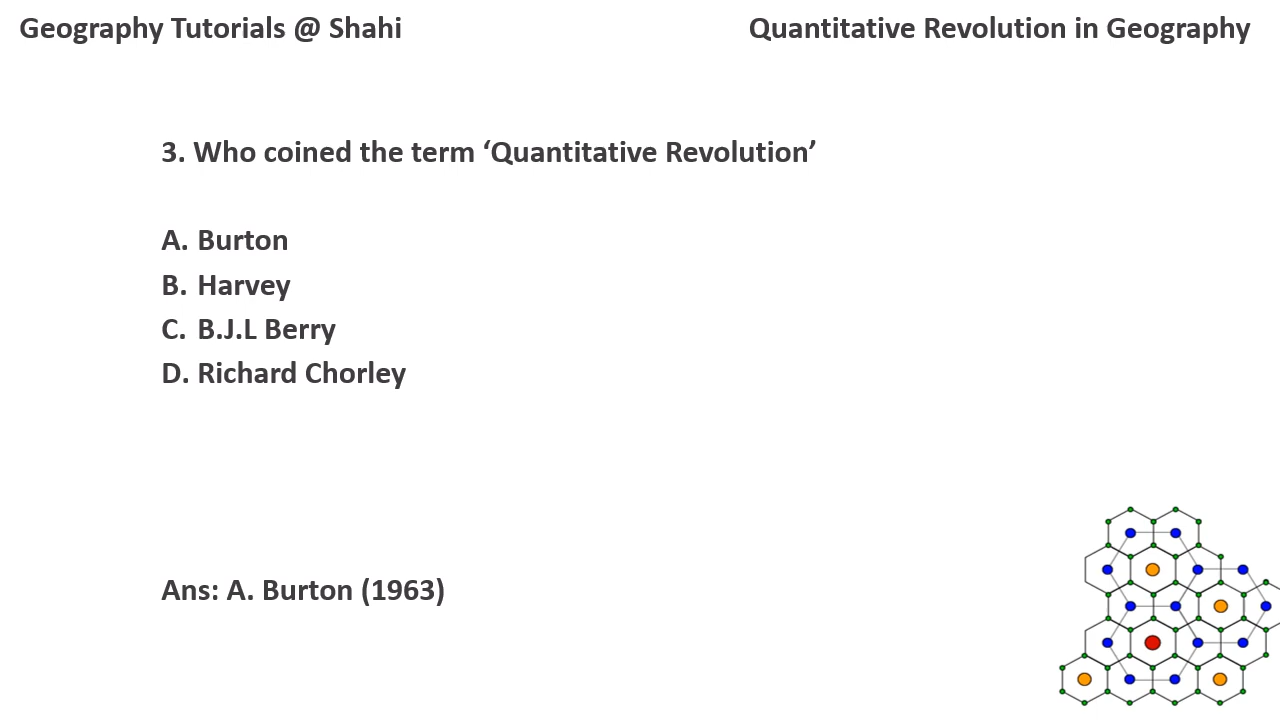 Geography Tutorials @ Shahi
Quantitative Revolution in Geography
3. Who coined the term ‘Quantitative Revolution’
A. Burton
B. Harvey
C. B.J.L Berry
D. Richard Chorley
Ans: A. Burton (1963)